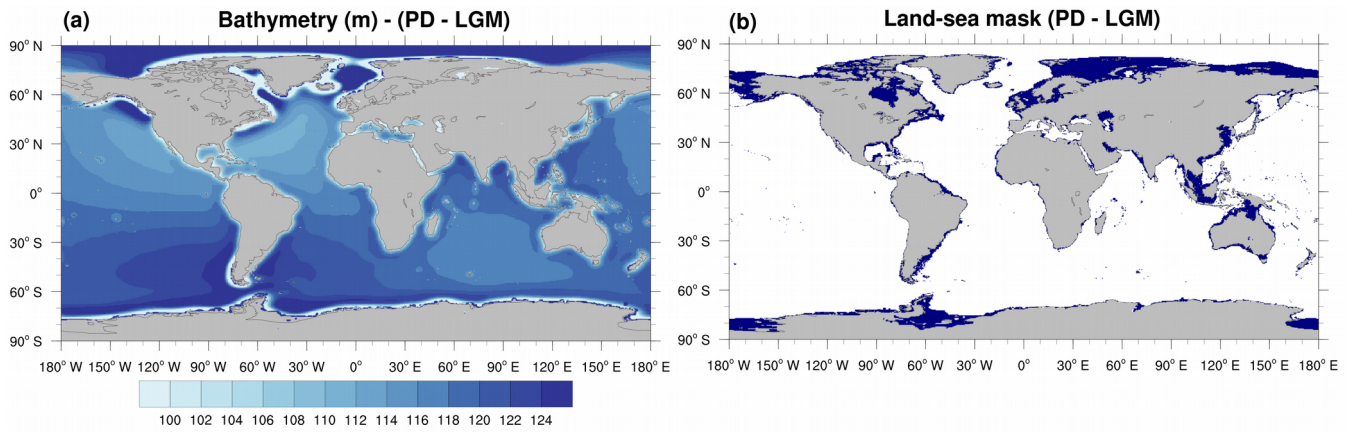 (a) Bathymetry (m) - (PD - LGM)
90° N
60° N
30° N
0°
30° S
60° S
90° S
180° W 150° W 120° W 90° W 60° W 30° W 0° 30° E 60° E 90° E 120° E 150° E 180° E
100 102 104 106 108 110 112 114 116 118 120 122 124
(b) Land-sea mask (PD - LGM)
90° N
60° N
30° N
0°
30° S
60° S
90° S
180° W 150° W 120° W 90° W 60° W 30° W 0° 30° E 60° E 90° E 120° E 150° E 180° E